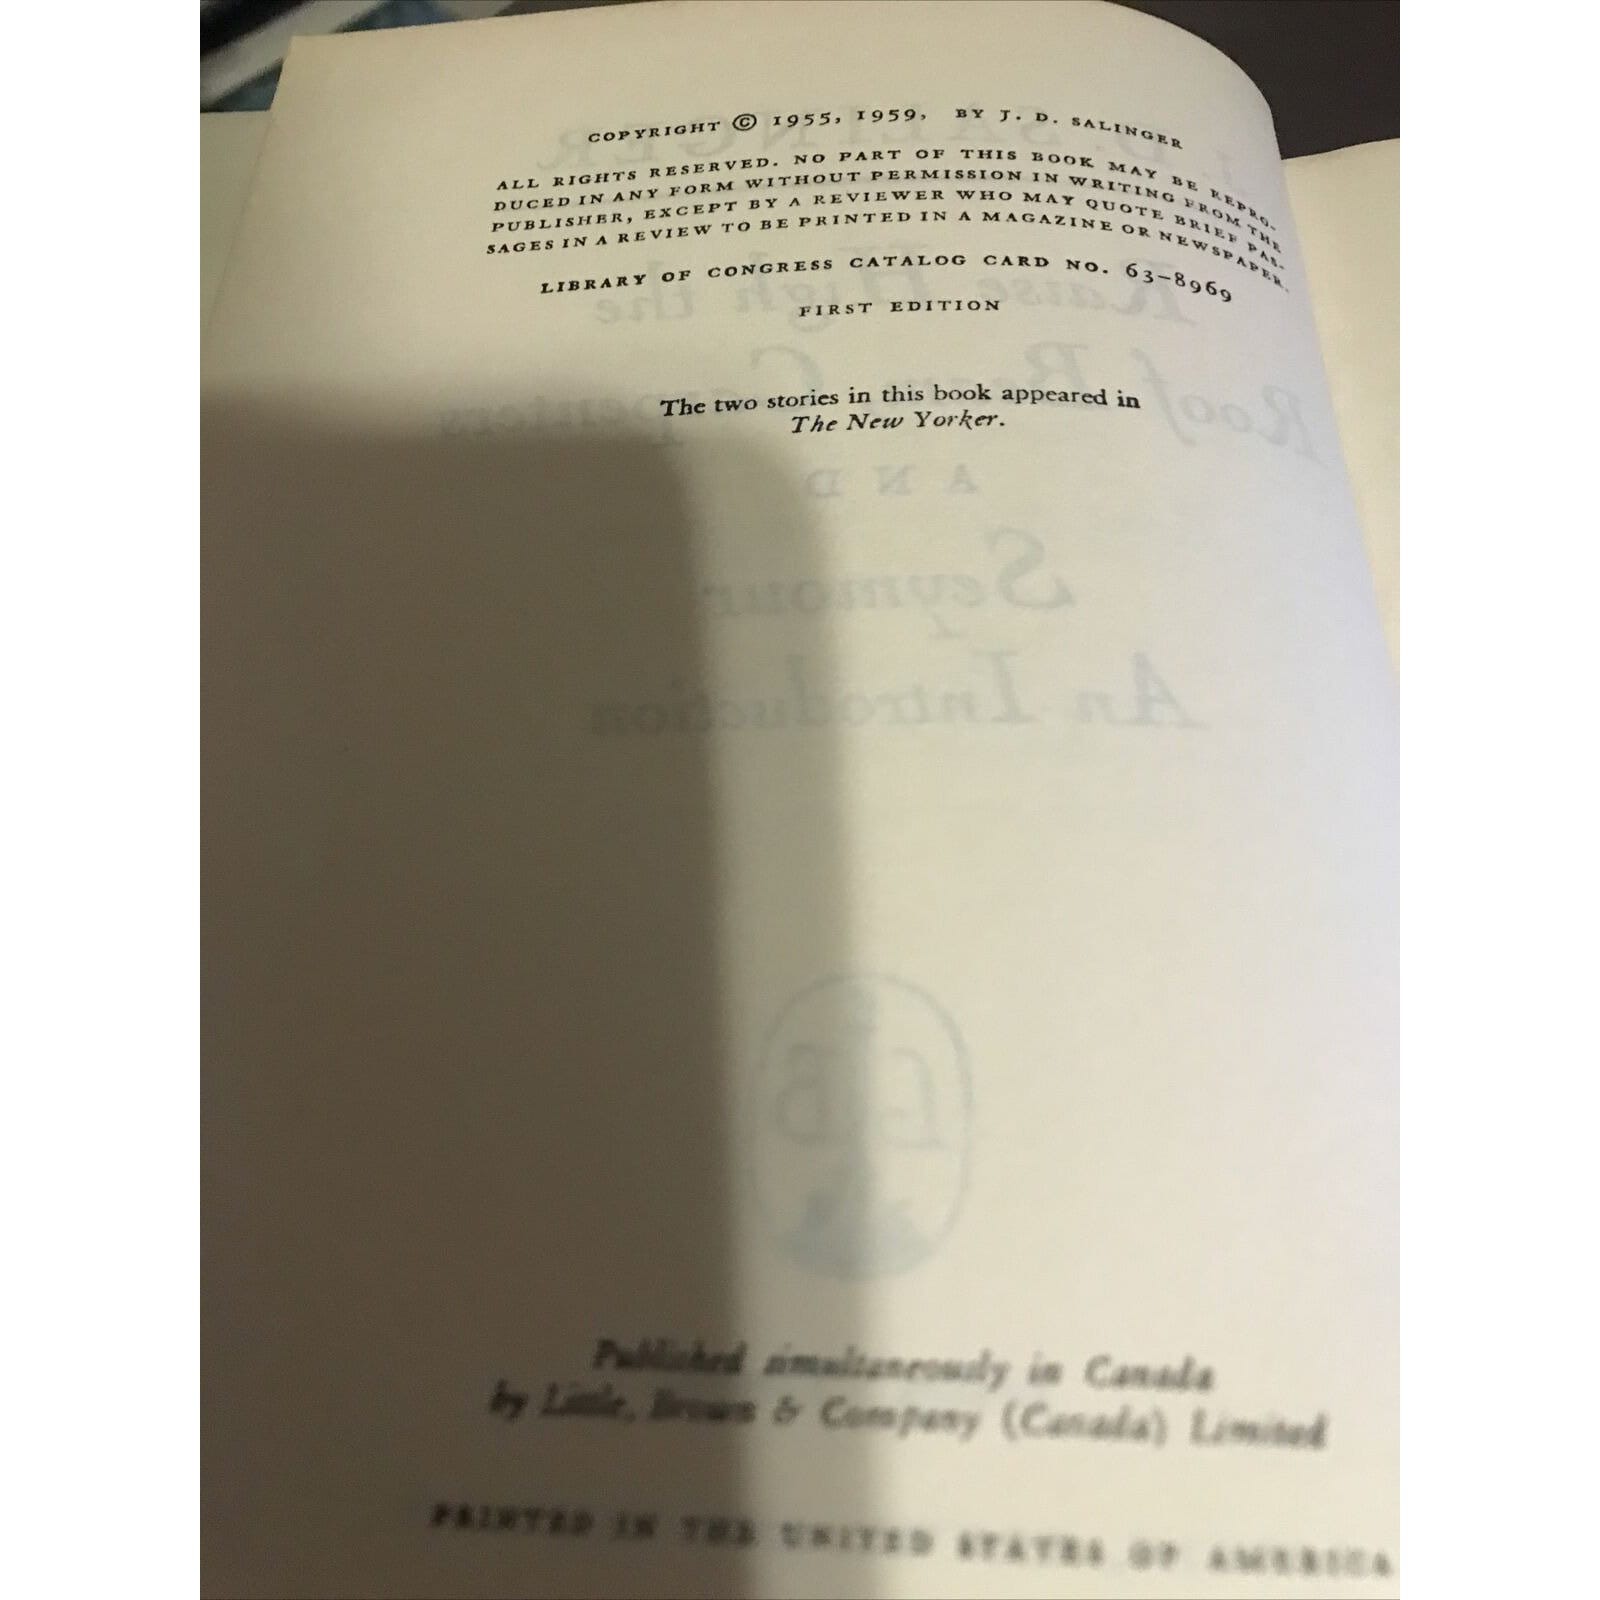 COPYRIGHT © 1955, 1959, BY J. D. SALINGER
ALL RIGHTS RESERVED. NO PART OF THIS BOOK MAY BE REPRO-
DUCED IN ANY FORM WITHOUT PERMISSION IN WRITING FROM THE
PUBLISHER, EXCEPT BY A REVIEWER WHO MAY QUOTE BRIEF PAS-
SAGES IN A REVIEW TO BE PRINTED IN A MAGAZINE OR NEWSPAPER.
LIBRARY OF CONGRESS CATALOG CARD NO. 63–8969
FIRST EDITION
The two stories in this book appeared in
The New Yorker.
Published simultaneously in Canada
by Little, Brown & Company (Canada) Limited
PRINTED IN THE UNITED STATES OF AMERICA